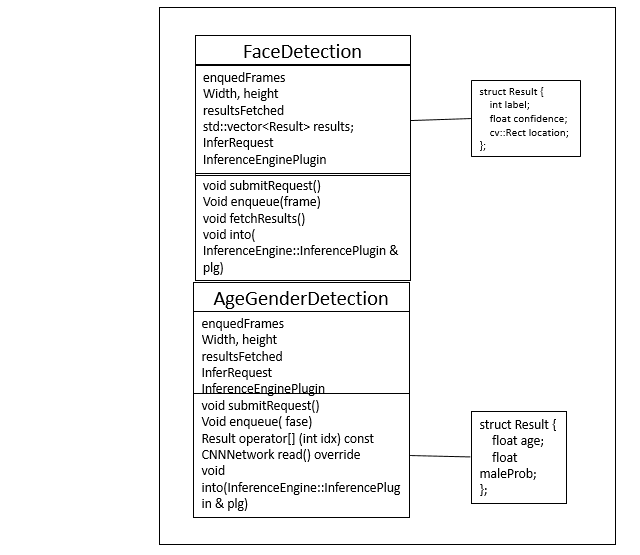 FaceDetection
enquedFrames
Width, height
resultsFetched
std::vector<Result> results;
InferRequest
InferenceEnginePlugin
void submitRequest()
Void enqueue(frame)
void fetchResults()
void into(
InferenceEngine::InferencePlugin &
plg)
struct Result {
int label;
float confidence;
cv::Rect location;
};
AgeGenderDetection
enquedFrames
Width, height
resultsFetched
InferRequest
InferenceEnginePlugin
void submitRequest()
Void enqueue( fase)
Result operator[] (int idx) const
CNNNetwork read() override
void
into(InferenceEngine::InferencePlug
in & plg)
struct Result {
float age;
float
maleProb;
};